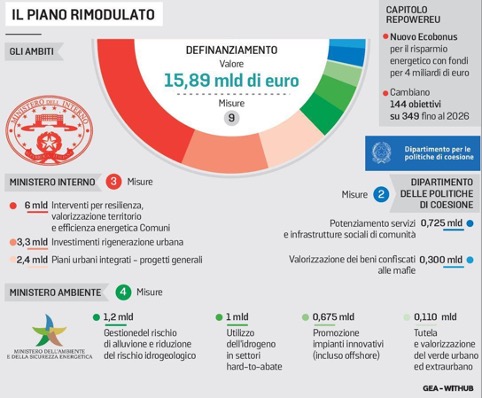 IL PIANO RIMODULATO
GLI AMBITI
DEFINANZIAMENTO
Valore
15,89 mld di euro
Misure
9
CAPITOLO
REPOWEREU
Nuovo Ecobonus
per il risparmio
energetico con fondi
per 4 miliardi di euro
Cambiano
144 obiettivi
su 349 fino al 2026
MINISTERO DELL'INTERNO
Dipartimento per le
politiche di coesione
MINISTERO INTERNO 3 Misure
6 mld Interventi per resilienza,
valorizzazione territorio
e efficienza energetica Comuni
3,3 mld Investimenti rigenerazione urbana
2,4 mld Piani urbani integrati - progetti generali
Misure 2 DIPARTIMENTO
DELLE POLITICHE
DI COESIONE
Potenziamento servizi 0,725 mld
e infrastrutture sociali di comunità
Valorizzazione dei beni confiscati 0,300 mld
alle mafie
MINISTERO AMBIENTE 4 Misure
MINISTERO DELL'AMBIENTE
E DELLA SICUREZZA ENERGETICA
1,2 mld
Gestionedel rischio
di alluvione e riduzione
del rischio idrogeologico
1 mld
Utilizzo
dell'idrogeno
in settori
hard-to-abate
0,675 mld
Promozione
impianti innovativi
(incluso offshore)
0,110 mld
Tutela
e valorizzazione
del verde urbano
ed extraurbano
GEA - WITHUB